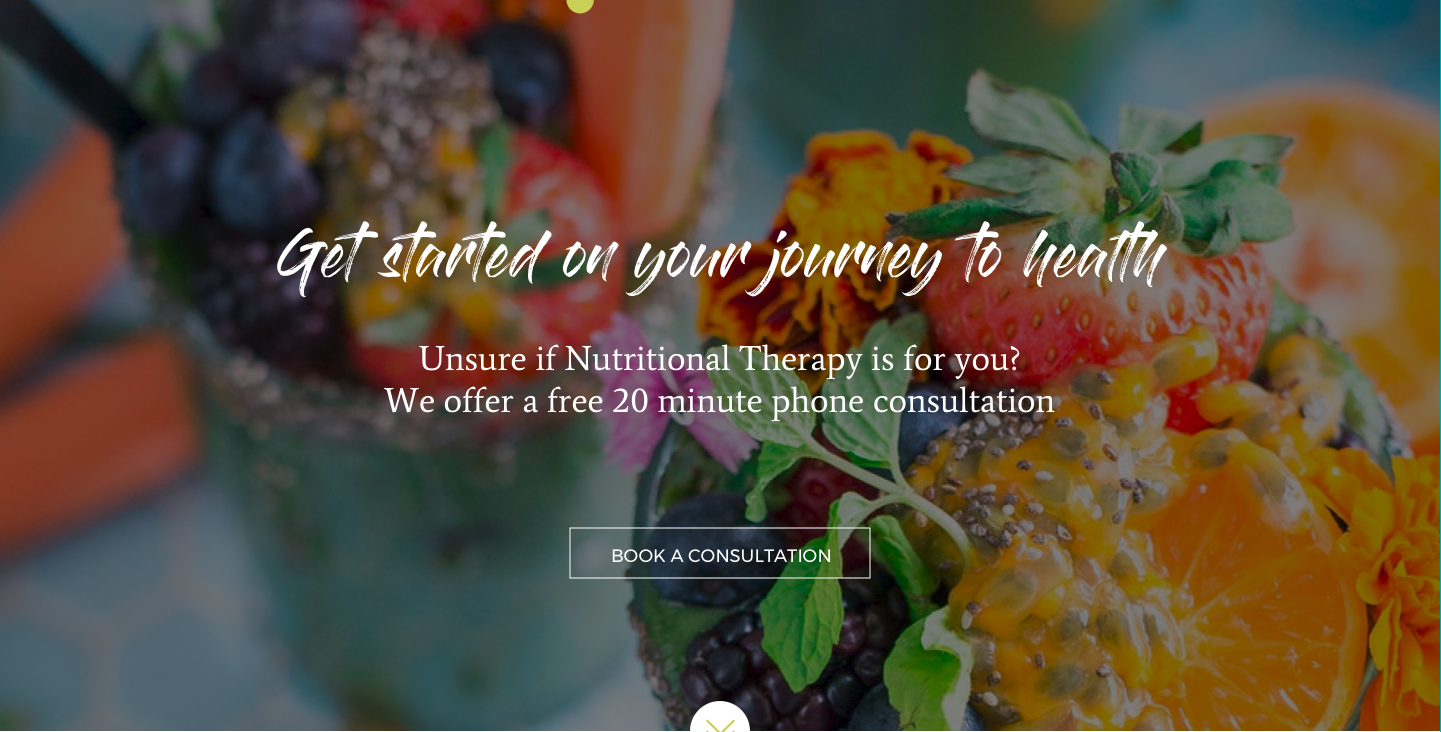 Get started on your journey to health
Unsure if Nutritional Therapy is for you?
We offer a free 20 minute phone consultation
BOOK A CONSULTATION